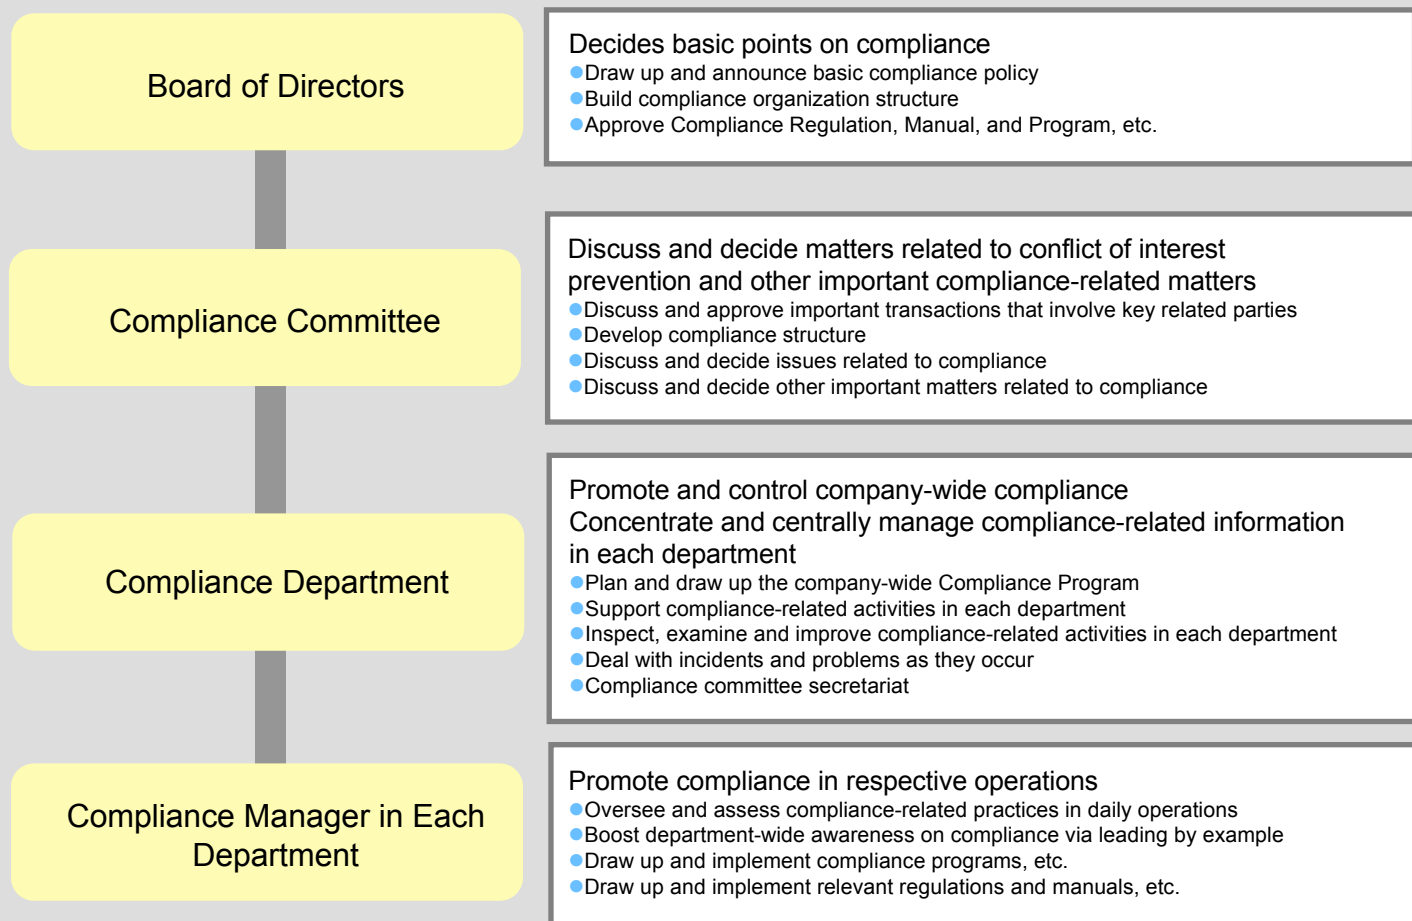 Board of Directors
Decides basic points on compliance
●Draw up and announce basic compliance policy
●Build compliance organization structure
●Approve Compliance Regulation, Manual, and Program, etc.
Compliance Committee
Discuss and decide matters related to conflict of interest
prevention and other important compliance-related matters
●Discuss and approve important transactions that involve key related parties
●Develop compliance structure
●Discuss and decide issues related to compliance
●Discuss and decide other important matters related to compliance
Compliance Department
Promote and control company-wide compliance
Concentrate and centrally manage compliance-related information
in each department
●Plan and draw up the company-wide Compliance Program
●Support compliance-related activities in each department
●Inspect, examine and improve compliance-related activities in each department
●Deal with incidents and problems as they occur
●Compliance committee secretariat
Compliance Manager in Each
Department
Promote compliance in respective operations
●Oversee and assess compliance-related practices in daily operations
●Boost department-wide awareness on compliance via leading by example
●Draw up and implement compliance programs, etc.
●Draw up and implement relevant regulations and manuals, etc.